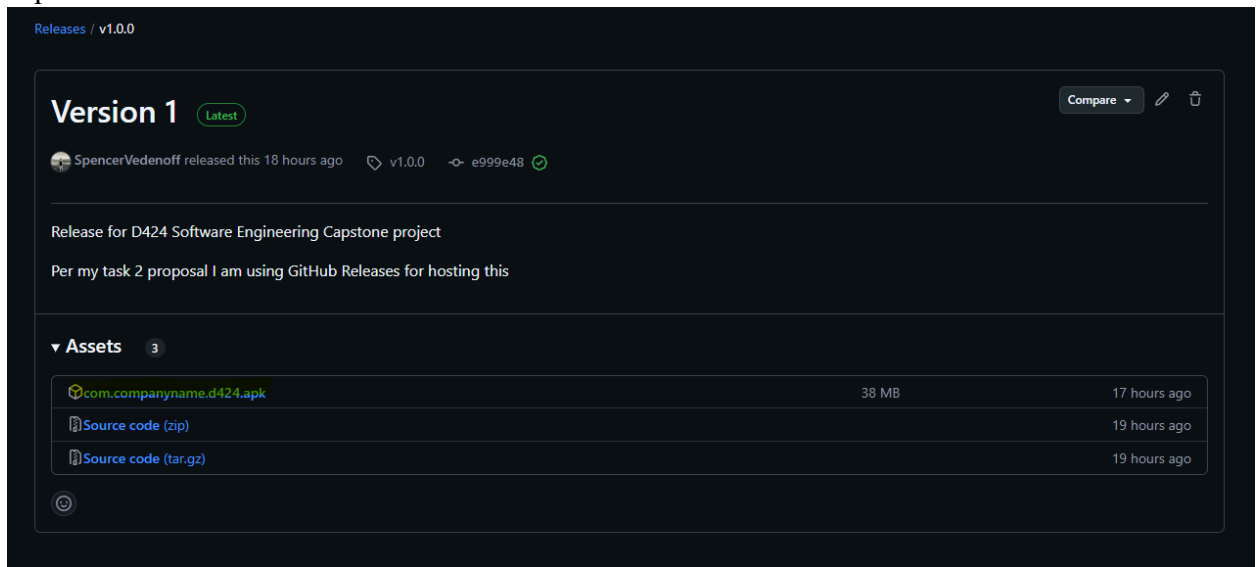 Releases / v1.0.0
Version 1 Latest
Compare
SpencerVedenoff released this 18 hours ago v1.0.0 e999e48
Release for D424 Software Engineering Capstone project
Per my task 2 proposal I am using GitHub Releases for hosting this
Assets 3
com.companyname.d424.apk 38 MB 17 hours ago
Source code (zip) 19 hours ago
Source code (tar.gz) 19 hours ago